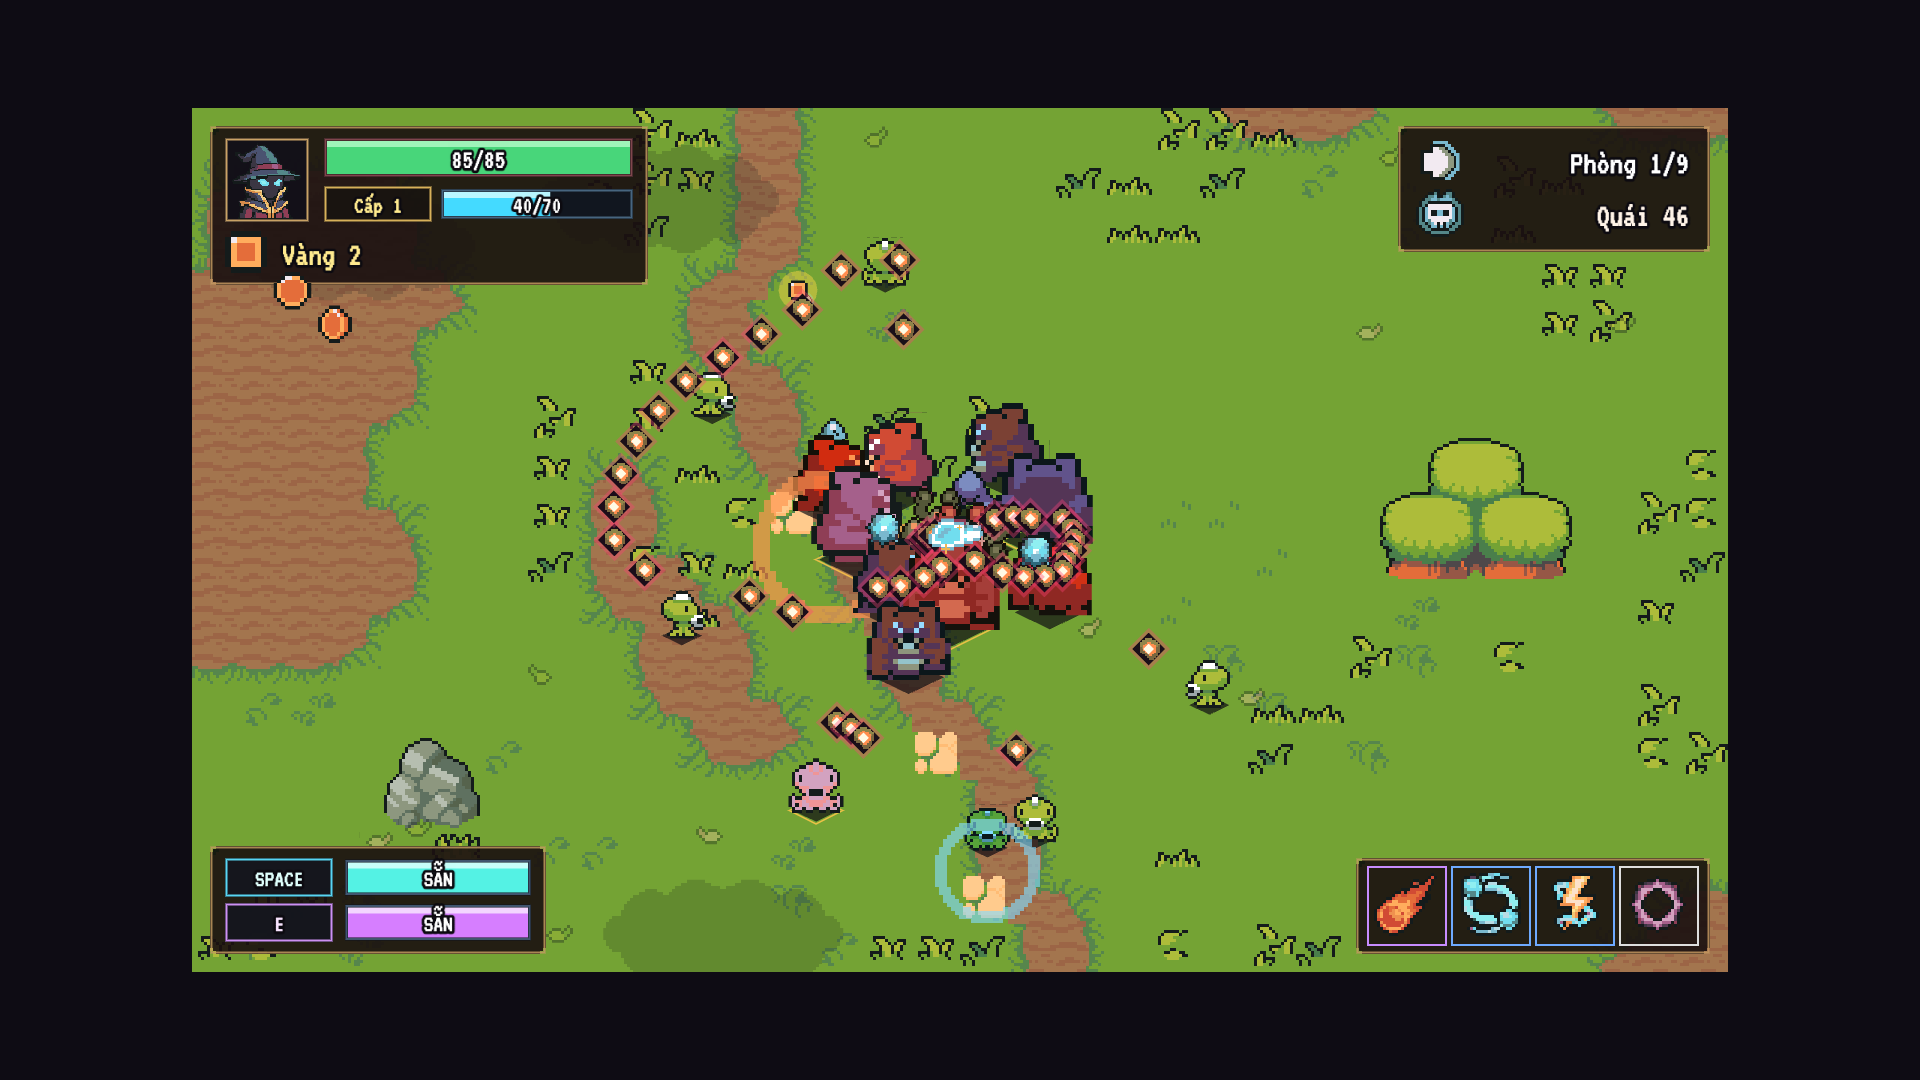 85/85
Cấp 1
40/70
Vàng 2
Phòng 1/9
Quái 46
SPACE
SẴN
E
SẴN